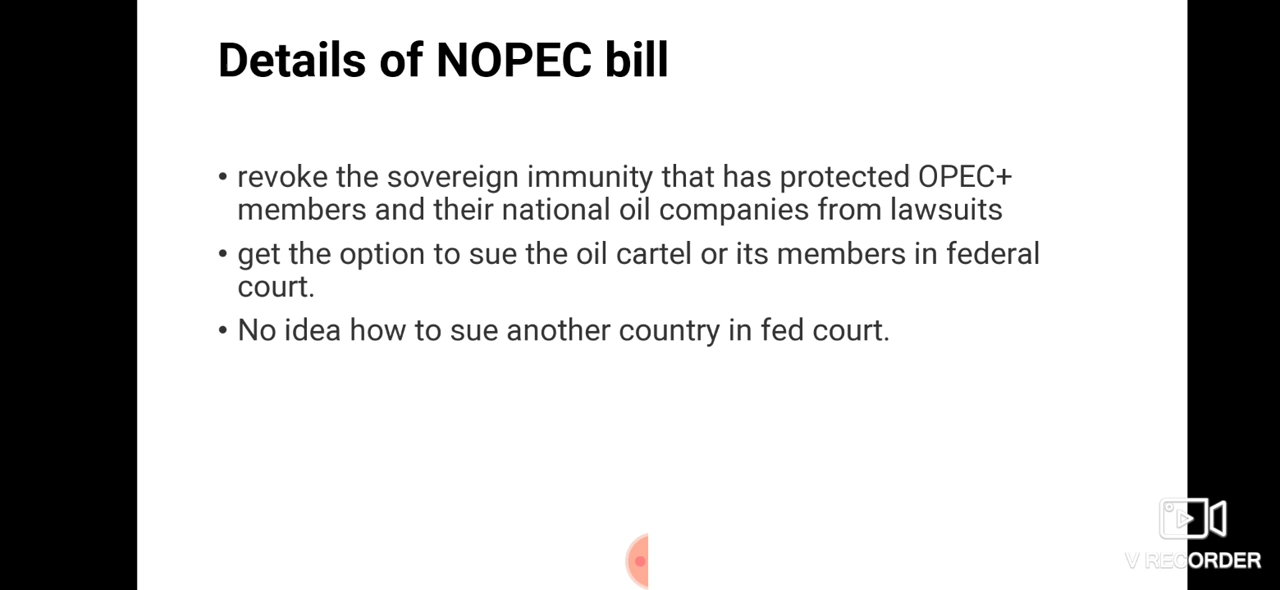 Details of NOPEC bill
• revoke the sovereign immunity that has protected OPEC+
members and their national oil companies from lawsuits
• get the option to sue the oil cartel or its members in federal
court.
• No idea how to sue another country in fed court.
V RECORDER